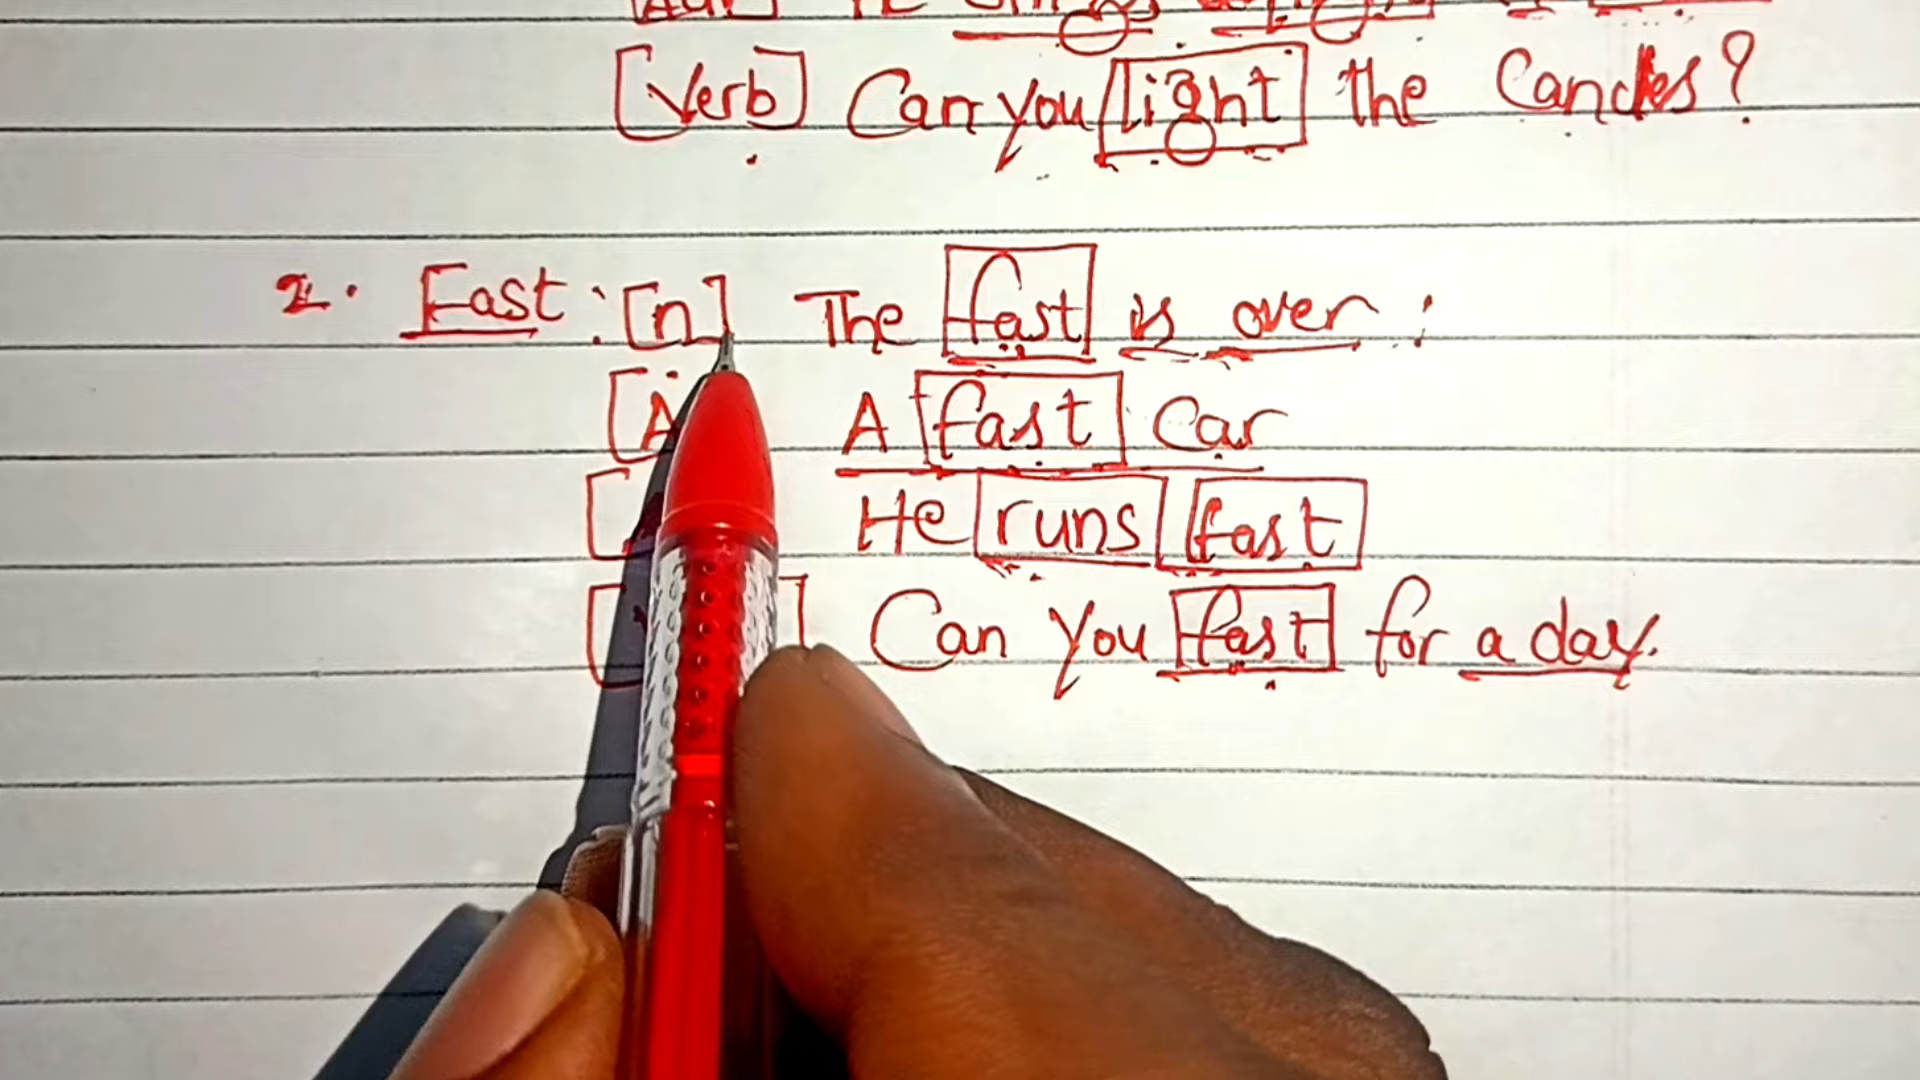 [Verb] Can you light the Candles?
2. Fast: [n] The fast is over :
[A A fast Car
[ He runs fast
[ ] Can you fast for a day.